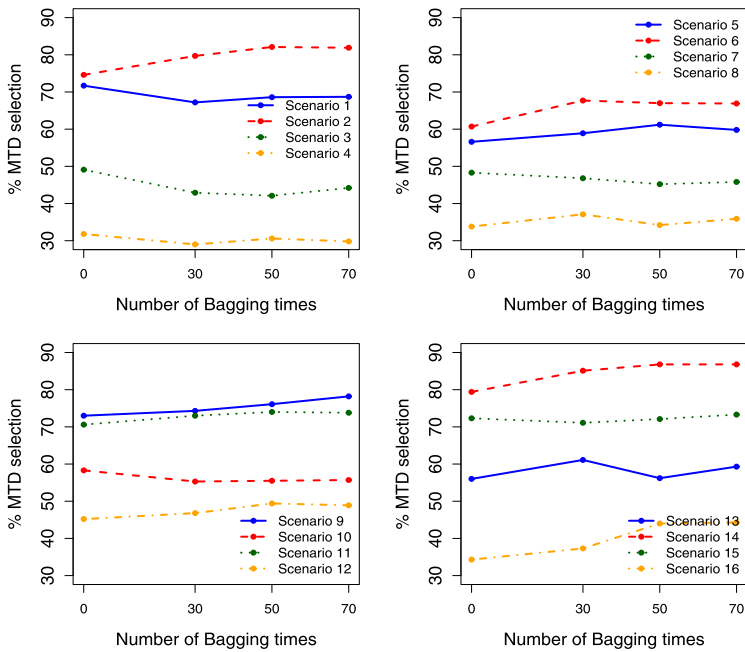 % MTD selection
90
80
70
60
50
40
30
Scenario 1
Scenario 2
Scenario 3
Scenario 4
0 30 50 70
Number of Bagging times
% MTD selection
90
80
70
60
50
40
30
Scenario 5
Scenario 6
Scenario 7
Scenario 8
0 30 50 70
Number of Bagging times
% MTD selection
90
80
70
60
50
40
30
Scenario 9
Scenario 10
Scenario 11
Scenario 12
0 30 50 70
Number of Bagging times
% MTD selection
90
80
70
60
50
40
30
Scenario 13
Scenario 14
Scenario 15
Scenario 16
0 30 50 70
Number of Bagging times